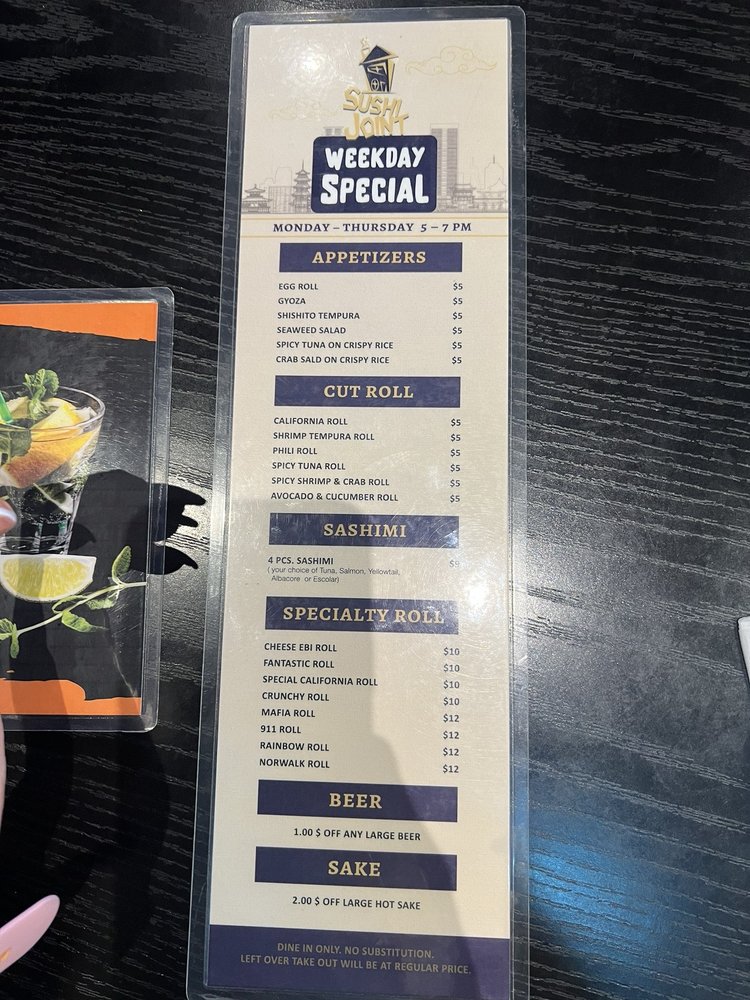 SUSHI
JOINT
WEEKDAY
SPECIAL
MONDAY – THURSDAY 5 – 7 PM
APPETIZERS
EGG ROLL $5
GYOZA $5
SHISHITO TEMPURA $5
SEAWEED SALAD $5
SPICY TUNA ON CRISPY RICE $5
CRAB SALD ON CRISPY RICE $5
CUT ROLL
CALIFORNIA ROLL $5
SHRIMP TEMPURA ROLL $5
PHILI ROLL $5
SPICY TUNA ROLL $5
SPICY SHRIMP & CRAB ROLL $5
AVOCADO & CUCUMBER ROLL $5
SASHIMI
4 PCS. SASHIMI
( your choice of Tuna, Salmon, Yellowtail,
Albacore or Escolar)
SPECIALTY ROLL
CHEESE EBI ROLL $10
FANTASTIC ROLL $10
SPECIAL CALIFORNIA ROLL $10
CRUNCHY ROLL $10
MAFIA ROLL $12
911 ROLL $12
RAINBOW ROLL $12
NORWALK ROLL $12
BEER
1.00 $ OFF ANY LARGE BEER
SAKE
2.00 $ OFF LARGE HOT SAKE
DINE IN ONLY. NO SUBSTITUTION.
LEFT OVER TAKE OUT WILL BE AT REGULAR PRICE.